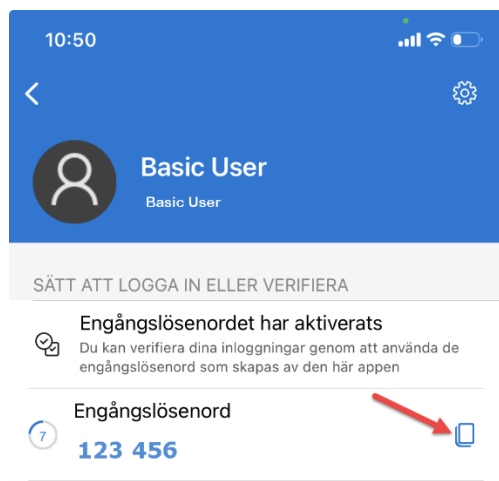 10:50
Basic User
Basic User
SÄTT ATT LOGGA IN ELLER VERIFIERA
Engångslösenordet har aktiverats
Du kan verifiera dina inloggningar genom att använda de
engångslösenord som skapas av den här appen
Engångslösenord
7
123 456